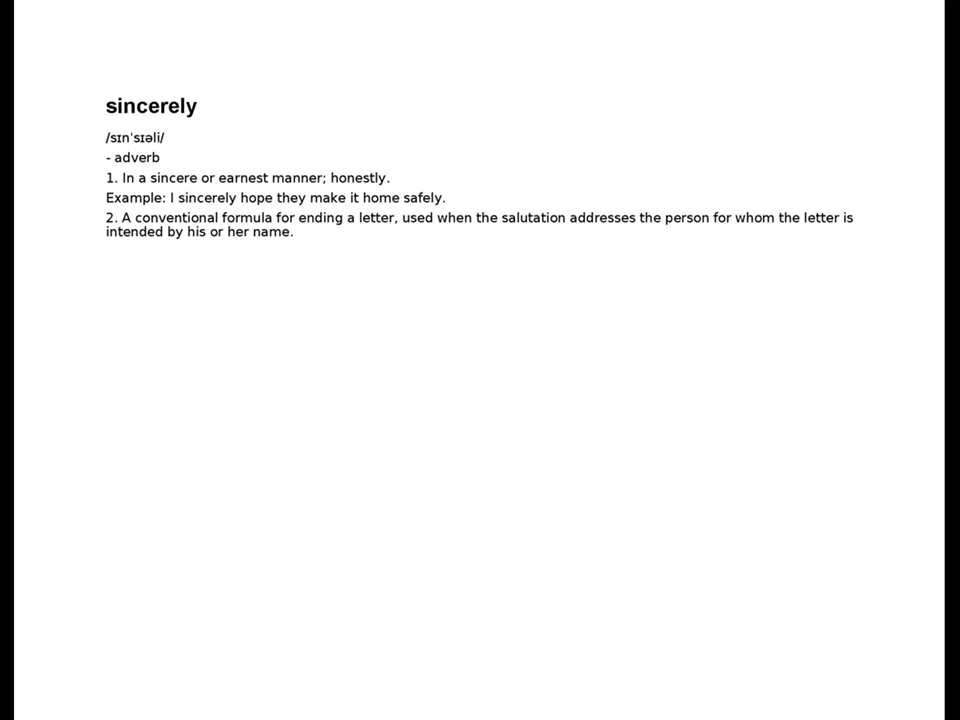 sincerely
/sɪnˈsɪəli/
- adverb
1. In a sincere or earnest manner; honestly.
Example: I sincerely hope they make it home safely.
2. A conventional formula for ending a letter, used when the salutation addresses the person for whom the letter is
intended by his or her name.